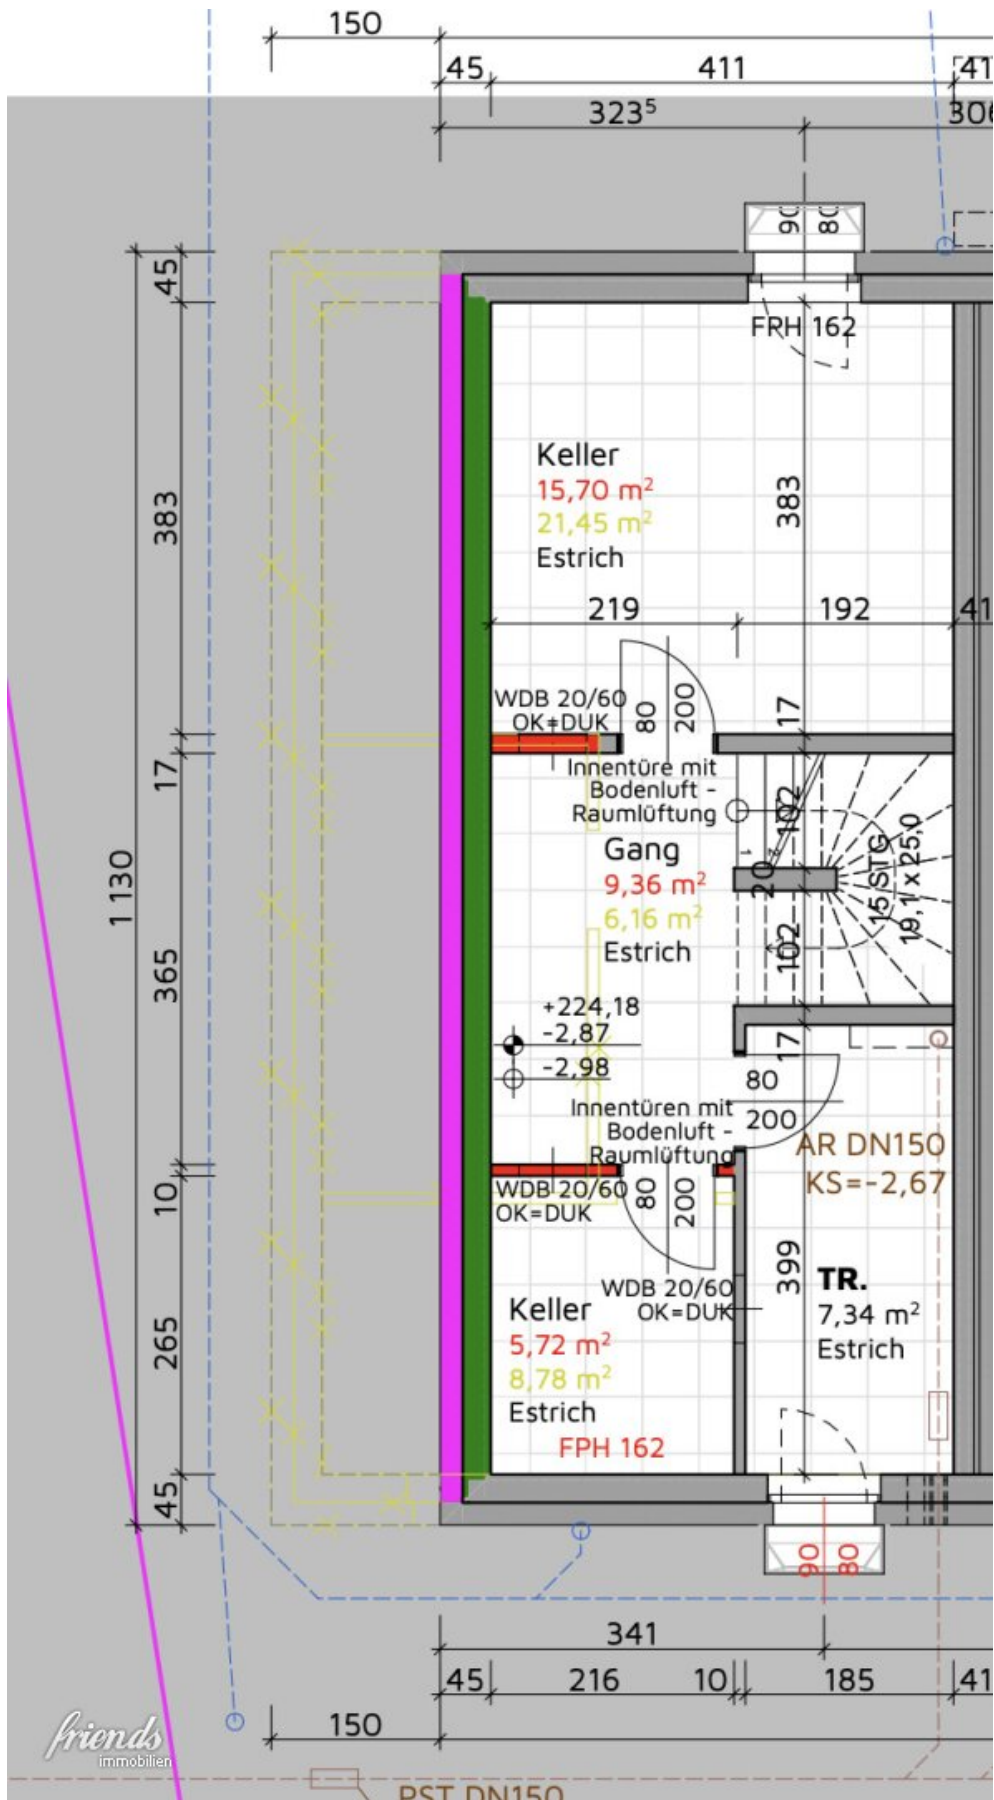 150
45
411
41
323⁵
306
90
80
45
FRH 162
Keller
15,70 m²
21,45 m²
Estrich
383
383
219
192
41
WDB 20/60
OK=DUK
80
200
17
Innentüre mit
Bodenluft -
Raumlüftung
17
102
1
2
Gang
9,36 m²
6,16 m²
Estrich
20
15 STG
19,1 x 25,0
1 130
102
365
+224,18
-2,87
-2,98
17
80
200
Innentüren mit
Bodenluft -
Raumlüftung
AR DN150
KS=-2,67
10
WDB 20/60
OK=DUK
80
200
399
TR.
7,34 m²
Estrich
WDB 20/60
OK=DUK
Keller
5,72 m²
8,78 m²
Estrich
265
FPH 162
45
90
80
341
45
216
10
185
41
150
friends
immobilien
PST DN150